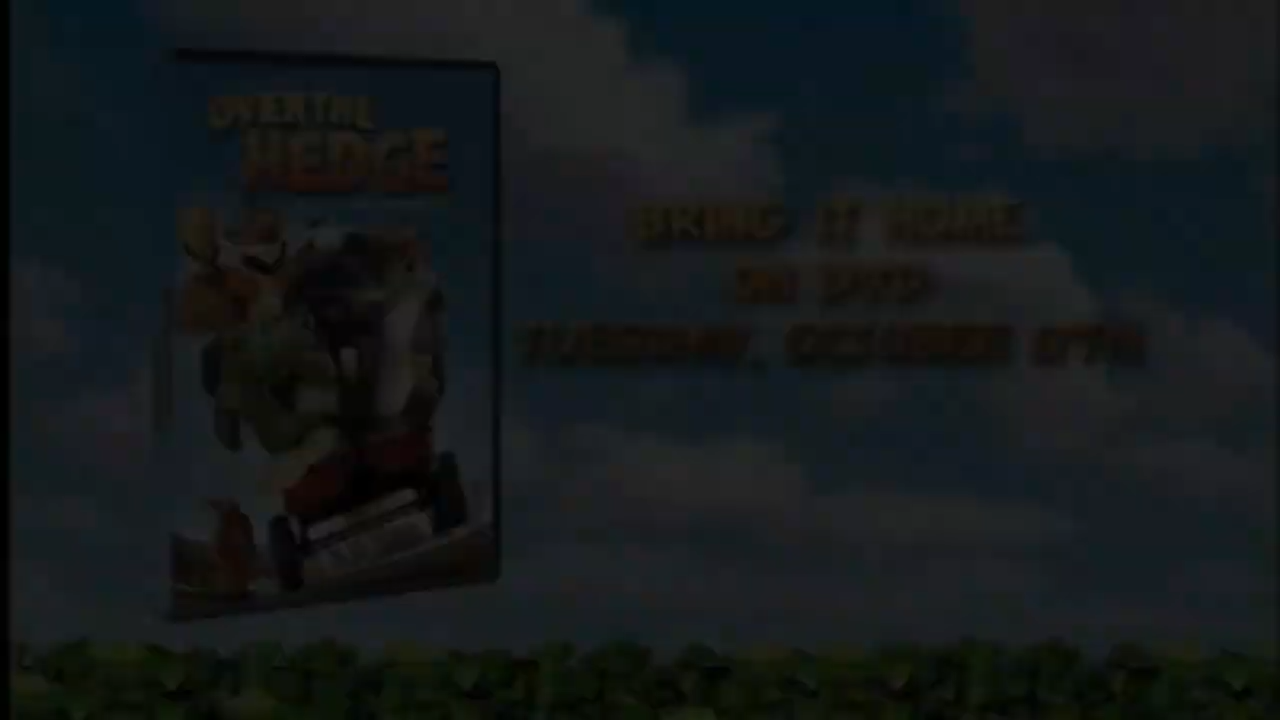 OVER THE
HEDGE
BRING IT HOME
ON DVD
TUESDAY, OCTOBER 17TH